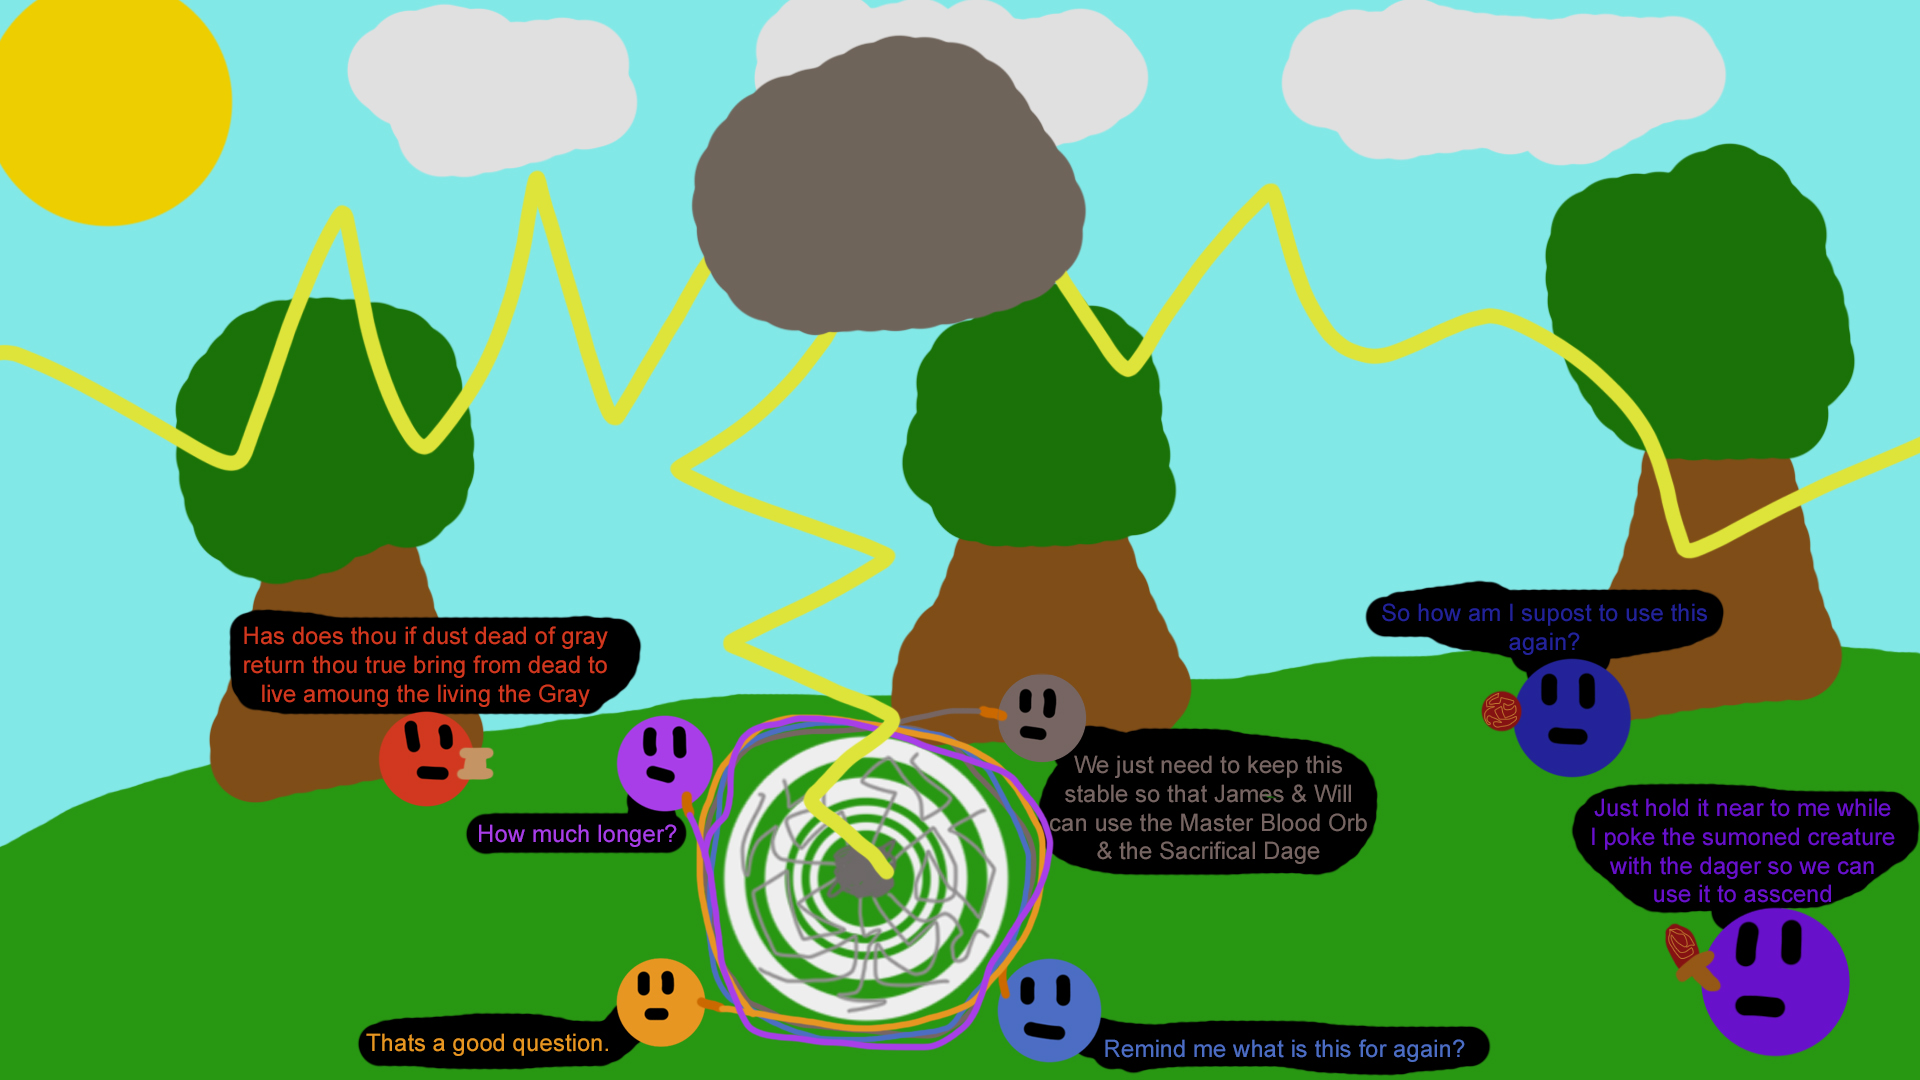 Has does thou if dust dead of gray
return thou true bring from dead to
live amoung the living the Gray
How much longer?
So how am I supost to use this
again?
We just need to keep this
stable so that James & Will
can use the Master Blood Orb
& the Sacrifical Dage
Just hold it near to me while
I poke the sumoned creature
with the dager so we can
use it to asscend
Thats a good question.
Remind me what is this for again?